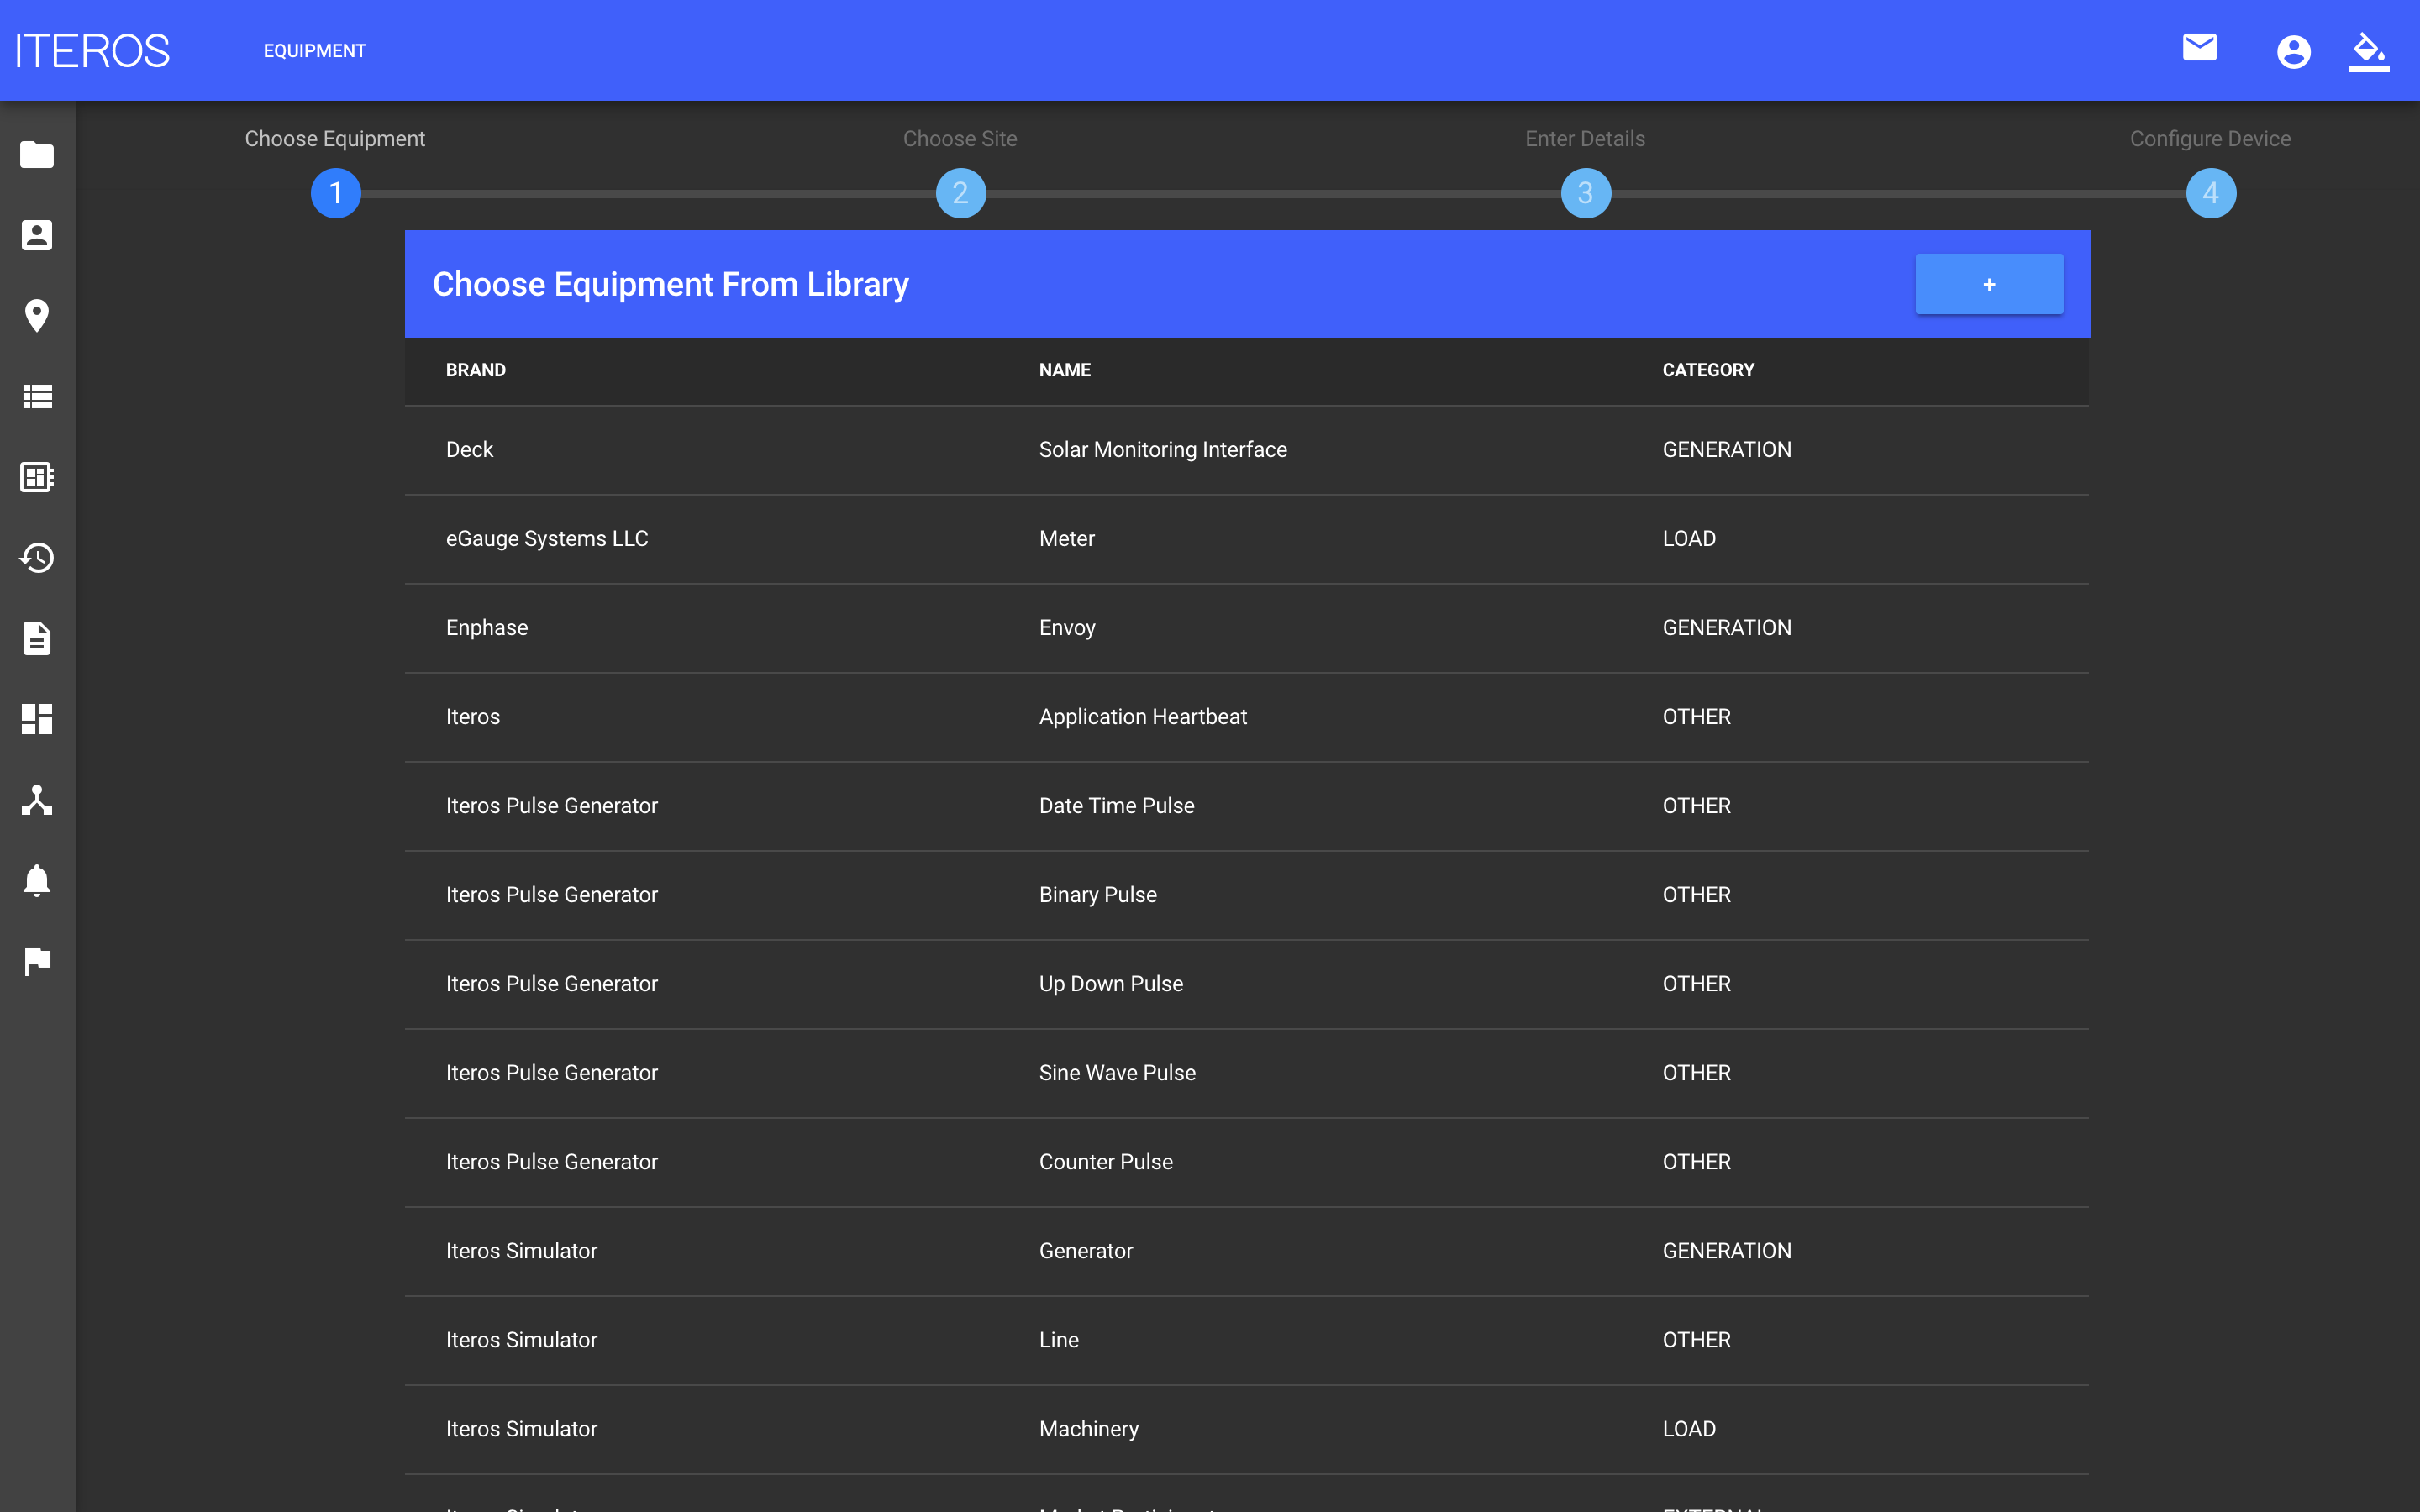 ITEROS EQUIPMENT
Choose Equipment Choose Site Enter Details Configure Device
1 2 3 4
Choose Equipment From Library +
BRAND NAME CATEGORY
Deck Solar Monitoring Interface GENERATION
eGauge Systems LLC Meter LOAD
Enphase Envoy GENERATION
Iteros Application Heartbeat OTHER
Iteros Pulse Generator Date Time Pulse OTHER
Iteros Pulse Generator Binary Pulse OTHER
Iteros Pulse Generator Up Down Pulse OTHER
Iteros Pulse Generator Sine Wave Pulse OTHER
Iteros Pulse Generator Counter Pulse OTHER
Iteros Simulator Generator GENERATION
Iteros Simulator Line OTHER
Iteros Simulator Machinery LOAD